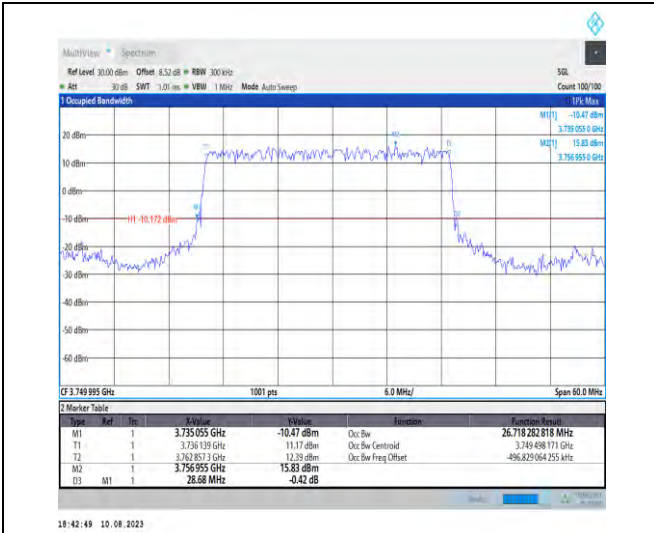 MultiView Spectrum
Ref Level 30.00 dBm Offset 8.52 dB RBW 300 kHz SGL
Att 30 dB SWT 1.01 ms VBW 1 MHz Mode Auto Sweep Count 100/100
1 Occupied Bandwidth 1Pk Max
M1[1] -10.47 dBm
3.735 055 0 GHz
M2[1] 15.83 dBm
3.756 955 0 GHz
20 dBm
M2
T1
10 dBm
0 dBm
M1
-10 dBm
H1 -10.172 dBm
-20 dBm
-30 dBm
-40 dBm
-50 dBm
-60 dBm
CF 3.749 995 GHz 1001 pts 6.0 MHz/ Span 60.0 MHz
2 Marker Table
Type Ref Trc X-Value Y-Value Function Function Result
M1 1 3.735 055 GHz -10.47 dBm Occ Bw 26.718 282 818 MHz
T1 1 3.736 139 GHz 11.17 dBm Occ Bw Centroid 3.749 498 171 GHz
T2 1 3.762 857 3 GHz 12.39 dBm Occ Bw Freq Offset -496.829 064 255 kHz
M2 1 3.756 955 GHz 15.83 dBm
D3 M1 1 28.68 MHz -0.42 dB
18:42:49 10.08.2023